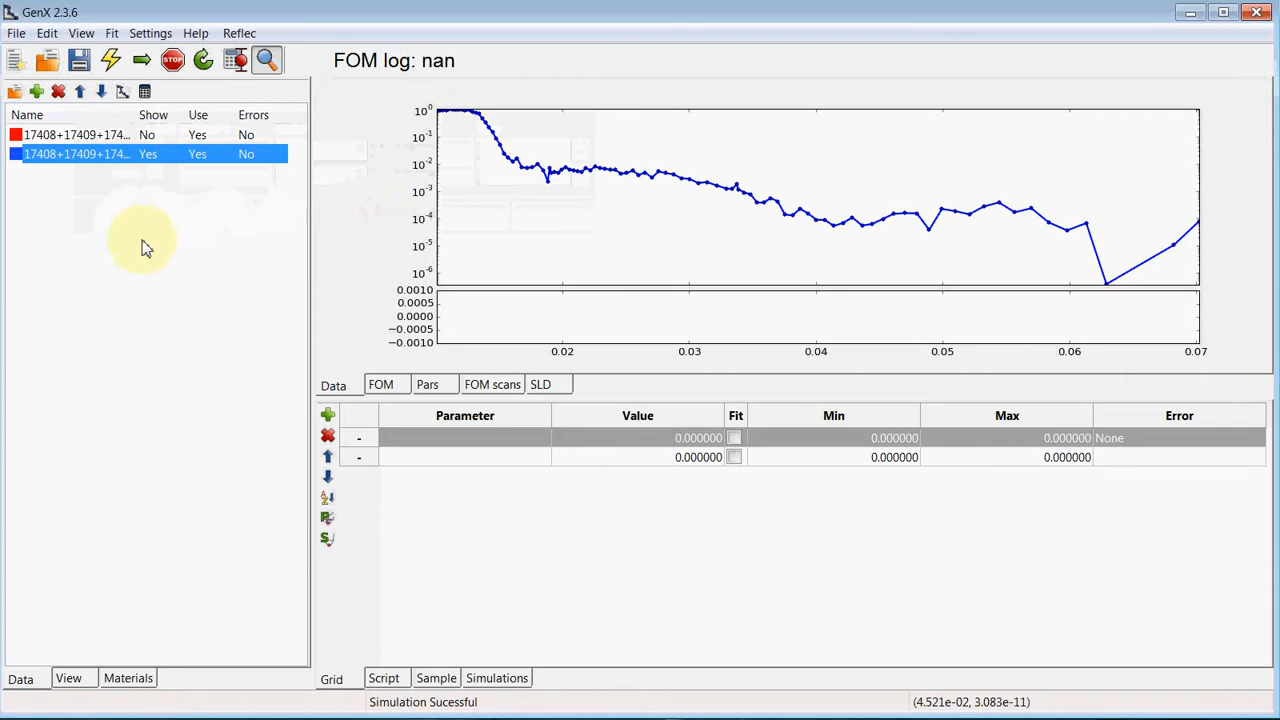 GenX 2.3.6
File Edit View Fit Settings Help Reflec
STOP
FOM log: nan
Name Show Use Errors
17408+17409+174... No Yes No
17408+17409+174... Yes Yes No
10^0
10^-1
10^-2
10^-3
10^-4
10^-5
10^-6
0.0010
0.0005
0.0000
−0.0005
−0.0010
0.02 0.03 0.04 0.05 0.06 0.07
Data FOM Pars FOM scans SLD
Parameter Value Fit Min Max Error
- 0.000000 0.000000 0.000000 None
- 0.000000 0.000000 0.000000
Data View Materials
Grid Script Sample Simulations
Simulation Sucessful (4.521e-02, 3.083e-11)